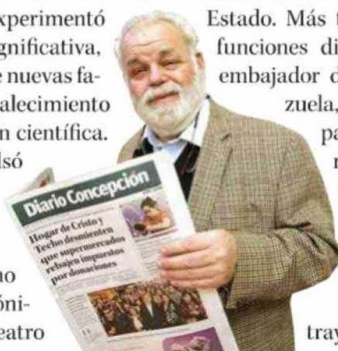 xperimentó
gnificativa,
e nuevas fa-
alecimiento
n científica.
lsó
no
óni-
eatro
Diario Concepción
Hogar de Cristo y
Techo desmienten
que supermercados
rebajen impuestos
por donaciones
Estado. Más t
funciones di
embajador d
zuela,
pa
r
tray